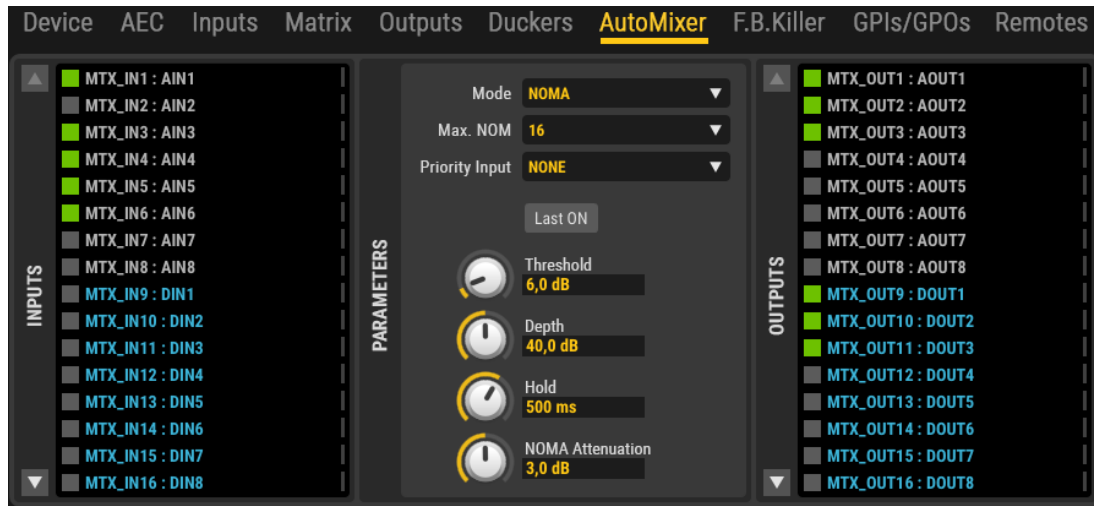 Device AEC Inputs Matrix Outputs Duckers AutoMixer F.B.Killer GPIs/GPOs Remotes
INPUTS
MTX_IN1 : AIN1
MTX_IN2 : AIN2
MTX_IN3 : AIN3
MTX_IN4 : AIN4
MTX_IN5 : AIN5
MTX_IN6 : AIN6
MTX_IN7 : AIN7
MTX_IN8 : AIN8
MTX_IN9 : DIN1
MTX_IN10 : DIN2
MTX_IN11 : DIN3
MTX_IN12 : DIN4
MTX_IN13 : DIN5
MTX_IN14 : DIN6
MTX_IN15 : DIN7
MTX_IN16 : DIN8
PARAMETERS
Mode NOMA
Max. NOM 16
Priority Input NONE
Last ON
Threshold
6,0 dB
Depth
40,0 dB
Hold
500 ms
NOMA Attenuation
3,0 dB
OUTPUTS
MTX_OUT1 : AOUT1
MTX_OUT2 : AOUT2
MTX_OUT3 : AOUT3
MTX_OUT4 : AOUT4
MTX_OUT5 : AOUT5
MTX_OUT6 : AOUT6
MTX_OUT7 : AOUT7
MTX_OUT8 : AOUT8
MTX_OUT9 : DOUT1
MTX_OUT10 : DOUT2
MTX_OUT11 : DOUT3
MTX_OUT12 : DOUT4
MTX_OUT13 : DOUT5
MTX_OUT14 : DOUT6
MTX_OUT15 : DOUT7
MTX_OUT16 : DOUT8